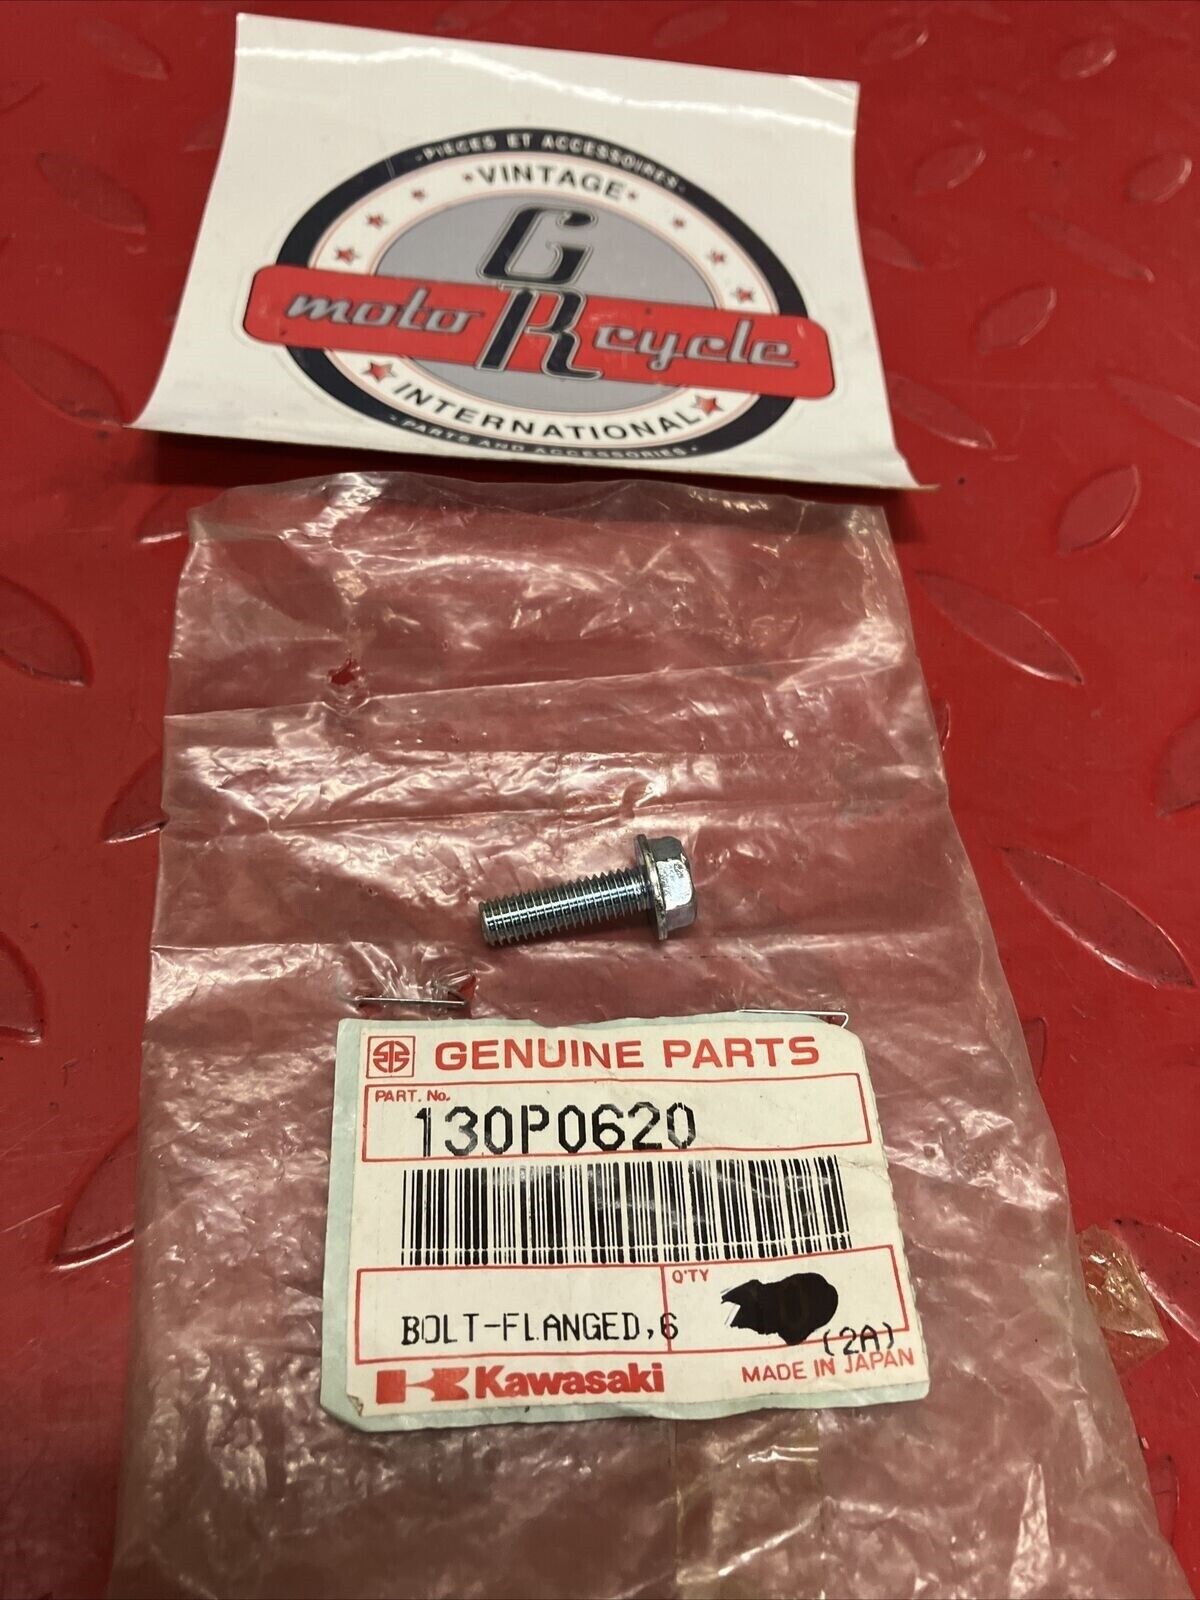 ·PIECES ET ACCESSOIRES·
·VINTAGE·
GR
moto cycle
INTERNATIONAL
·PARTS AND ACCESSORIES·
GENUINE PARTS
PART. No.
130P0620
Q'TY
BOLT-FLANGED,6
(2A)
Kawasaki
MADE IN JAPAN